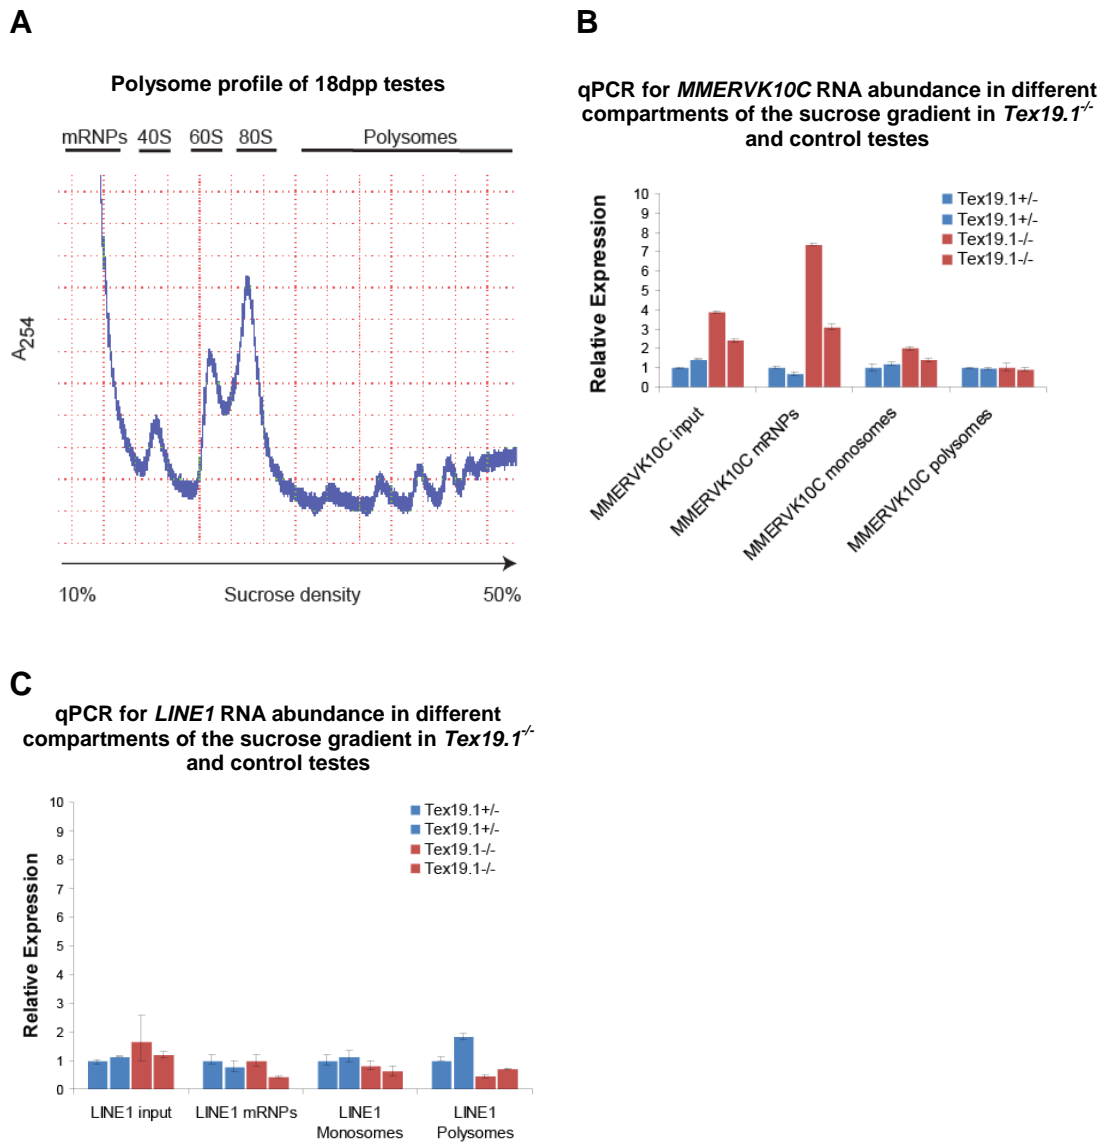 A
Polysome profile of 18dpp testes
mRNPs 40S 60S 80S Polysomes
A254
10% Sucrose density 50%
B
qPCR for MMERVK10C RNA abundance in different
compartments of the sucrose gradient in Tex19.1-/-
and control testes
Relative Expression
10
9
8
7
6
5
4
3
2
1
0
Tex19.1+/-
Tex19.1+/-
Tex19.1-/-
Tex19.1-/-
MMERVK10C input
MMERVK10C mRNPs
MMERVK10C monosomes
MMERVK10C polysomes
C
qPCR for LINE1 RNA abundance in different
compartments of the sucrose gradient in Tex19.1-/-
and control testes
Relative Expression
10
9
8
7
6
5
4
3
2
1
0
Tex19.1+/-
Tex19.1+/-
Tex19.1-/-
Tex19.1-/-
LINE1 input
LINE1 mRNPs
LINE1
Monosomes
LINE1
Polysomes